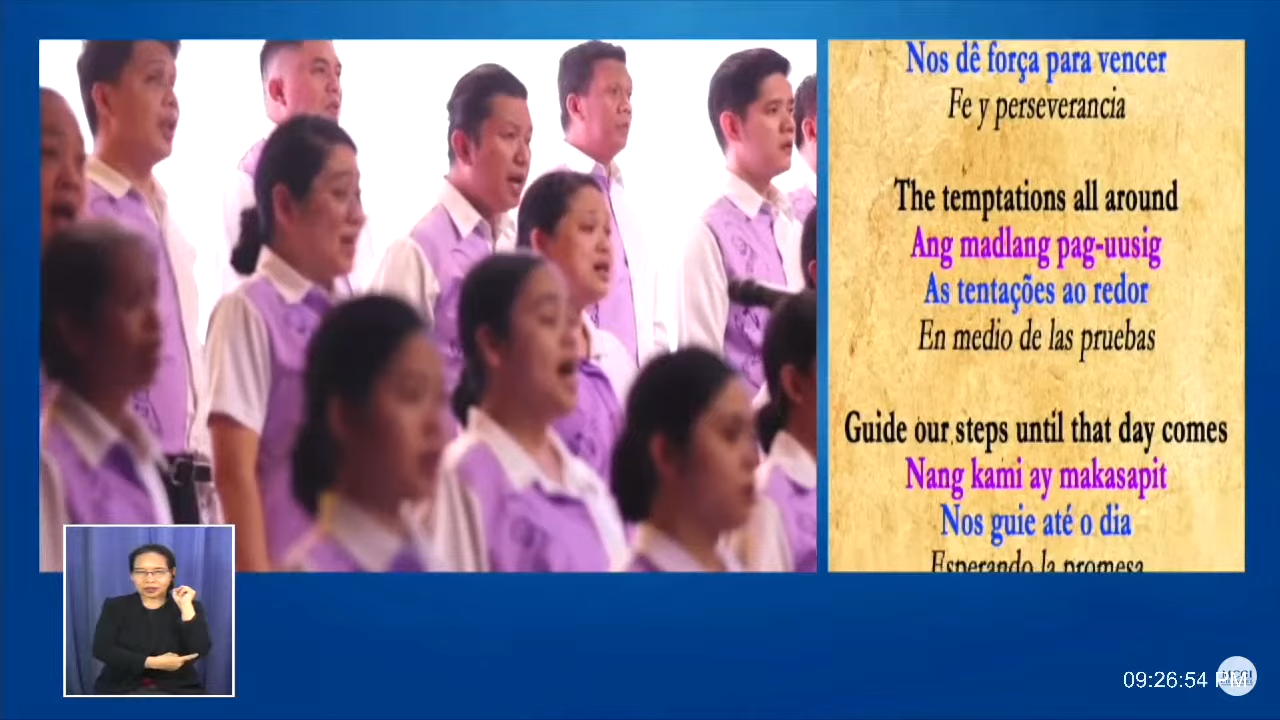 Nos dê força para vencer
Fe y perseverancia
The temptations all around
Ang madlang pag-uusig
As tentações ao redor
En medio de las pruebas
Guide our steps until that day comes
Nang kami ay makasapit
Nos guie até o dia
Esperando la promesa
09:26:54 PM
MCGI